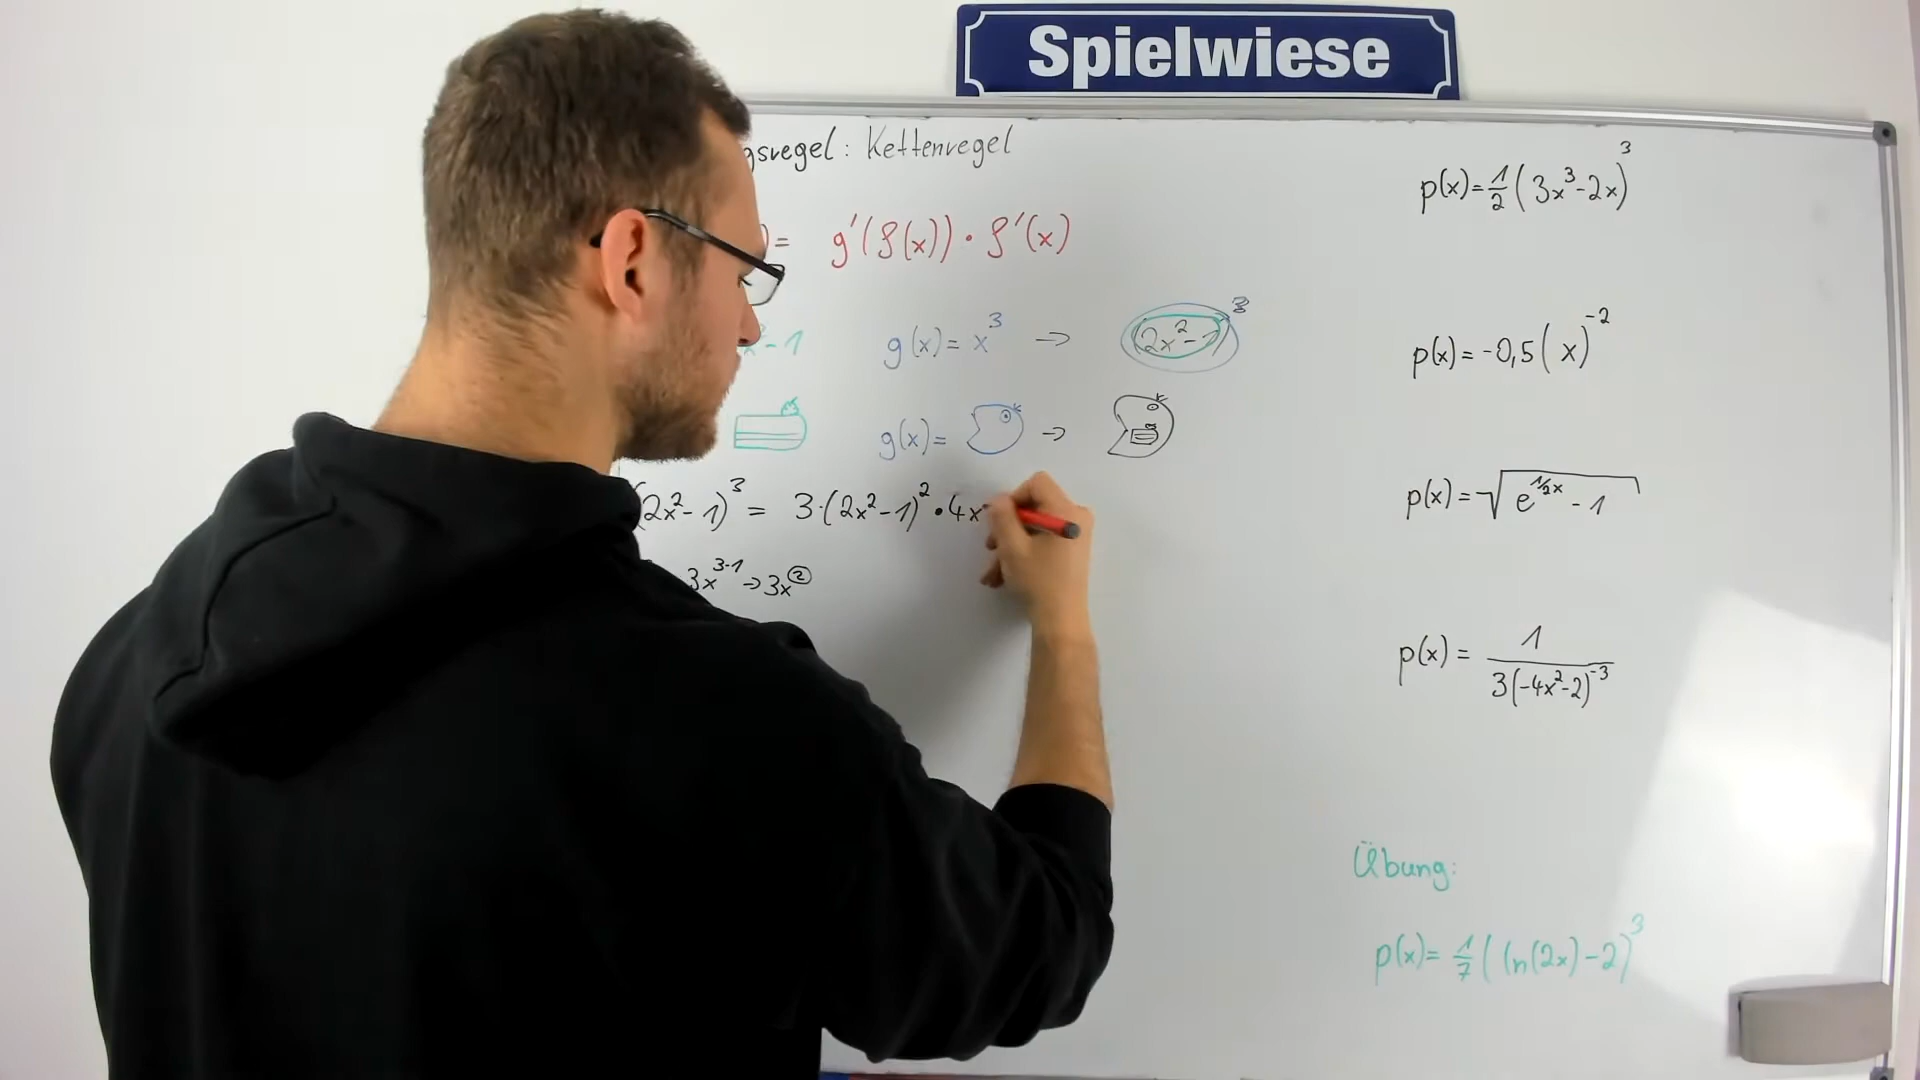 Spielwiese
gsregel: Kettenregel
)= g'(f(x)) · f'(x)
x²-1 g(x) = x³ → 2x²-1 3
g(x) = →
(2x²-1)³ = 3·(2x²-1)²·4x
3x³⁻¹→3x²
p(x)=½(3x³-2x)³
p(x)=-0,5(x)⁻²
p(x)=√e^½x - 1
p(x) = 1/3(-4x²-2)⁻³
Übung:
p(x)= 1/7(ln(2x)-2)³